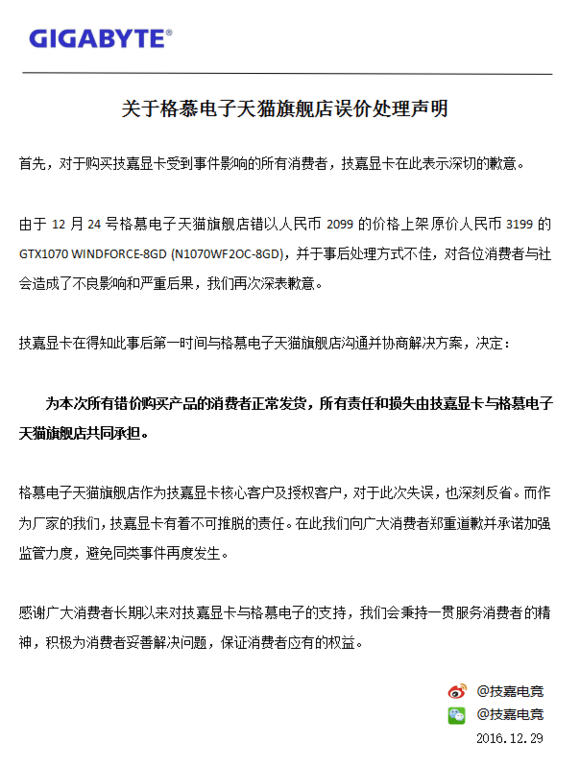 GIGABYTE®
关于格慕电子天猫旗舰店误价处理声明
首先，对于购买技嘉显卡受到事件影响的所有消费者，技嘉显卡在此表示深切的歉意。
由于 12 月 24 号格慕电子天猫旗舰店错以人民币 2099 的价格上架原价人民币 3199 的
GTX1070 WINDFORCE-8GD (N1070WF2OC-8GD)，并于事后处理方式不佳，对各位消费者与社
会造成了不良影响和严重后果，我们再次深表歉意。
技嘉显卡在得知此事后第一时间与格慕电子天猫旗舰店沟通并协商解决方案，决定：
为本次所有错价购买产品的消费者正常发货，所有责任和损失由技嘉显卡与格慕电子
天猫旗舰店共同承担。
格慕电子天猫旗舰店作为技嘉显卡核心客户及授权客户，对于此次失误，也深刻反省。而作
为厂家的我们，技嘉显卡有着不可推脱的责任。在此我们向广大消费者郑重道歉并承诺加强
监管力度，避免同类事件再度发生。
感谢广大消费者长期以来对技嘉显卡与格慕电子的支持，我们会秉持一贯服务消费者的精
神，积极为消费者妥善解决问题，保证消费者应有的权益。
@技嘉电竞
@技嘉电竞
2016.12.29